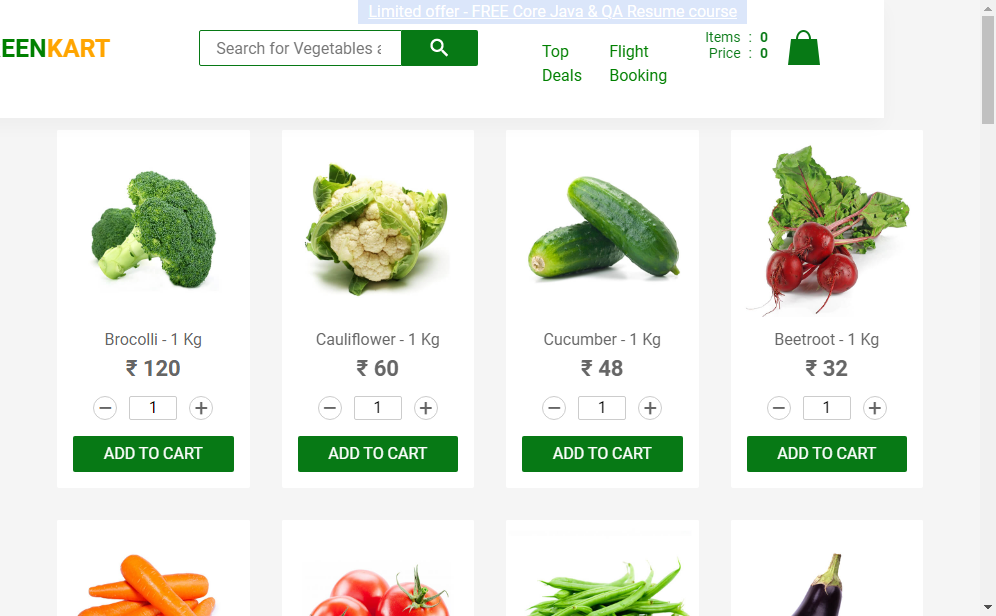 Limited offer - FREE Core Java & QA Resume course
EENKART
Search for Vegetables a
Top
Deals
Flight
Booking
Items : 0
Price : 0
Brocolli - 1 Kg
₹ 120
1
ADD TO CART
Cauliflower - 1 Kg
₹ 60
1
ADD TO CART
Cucumber - 1 Kg
₹ 48
1
ADD TO CART
Beetroot - 1 Kg
₹ 32
1
ADD TO CART